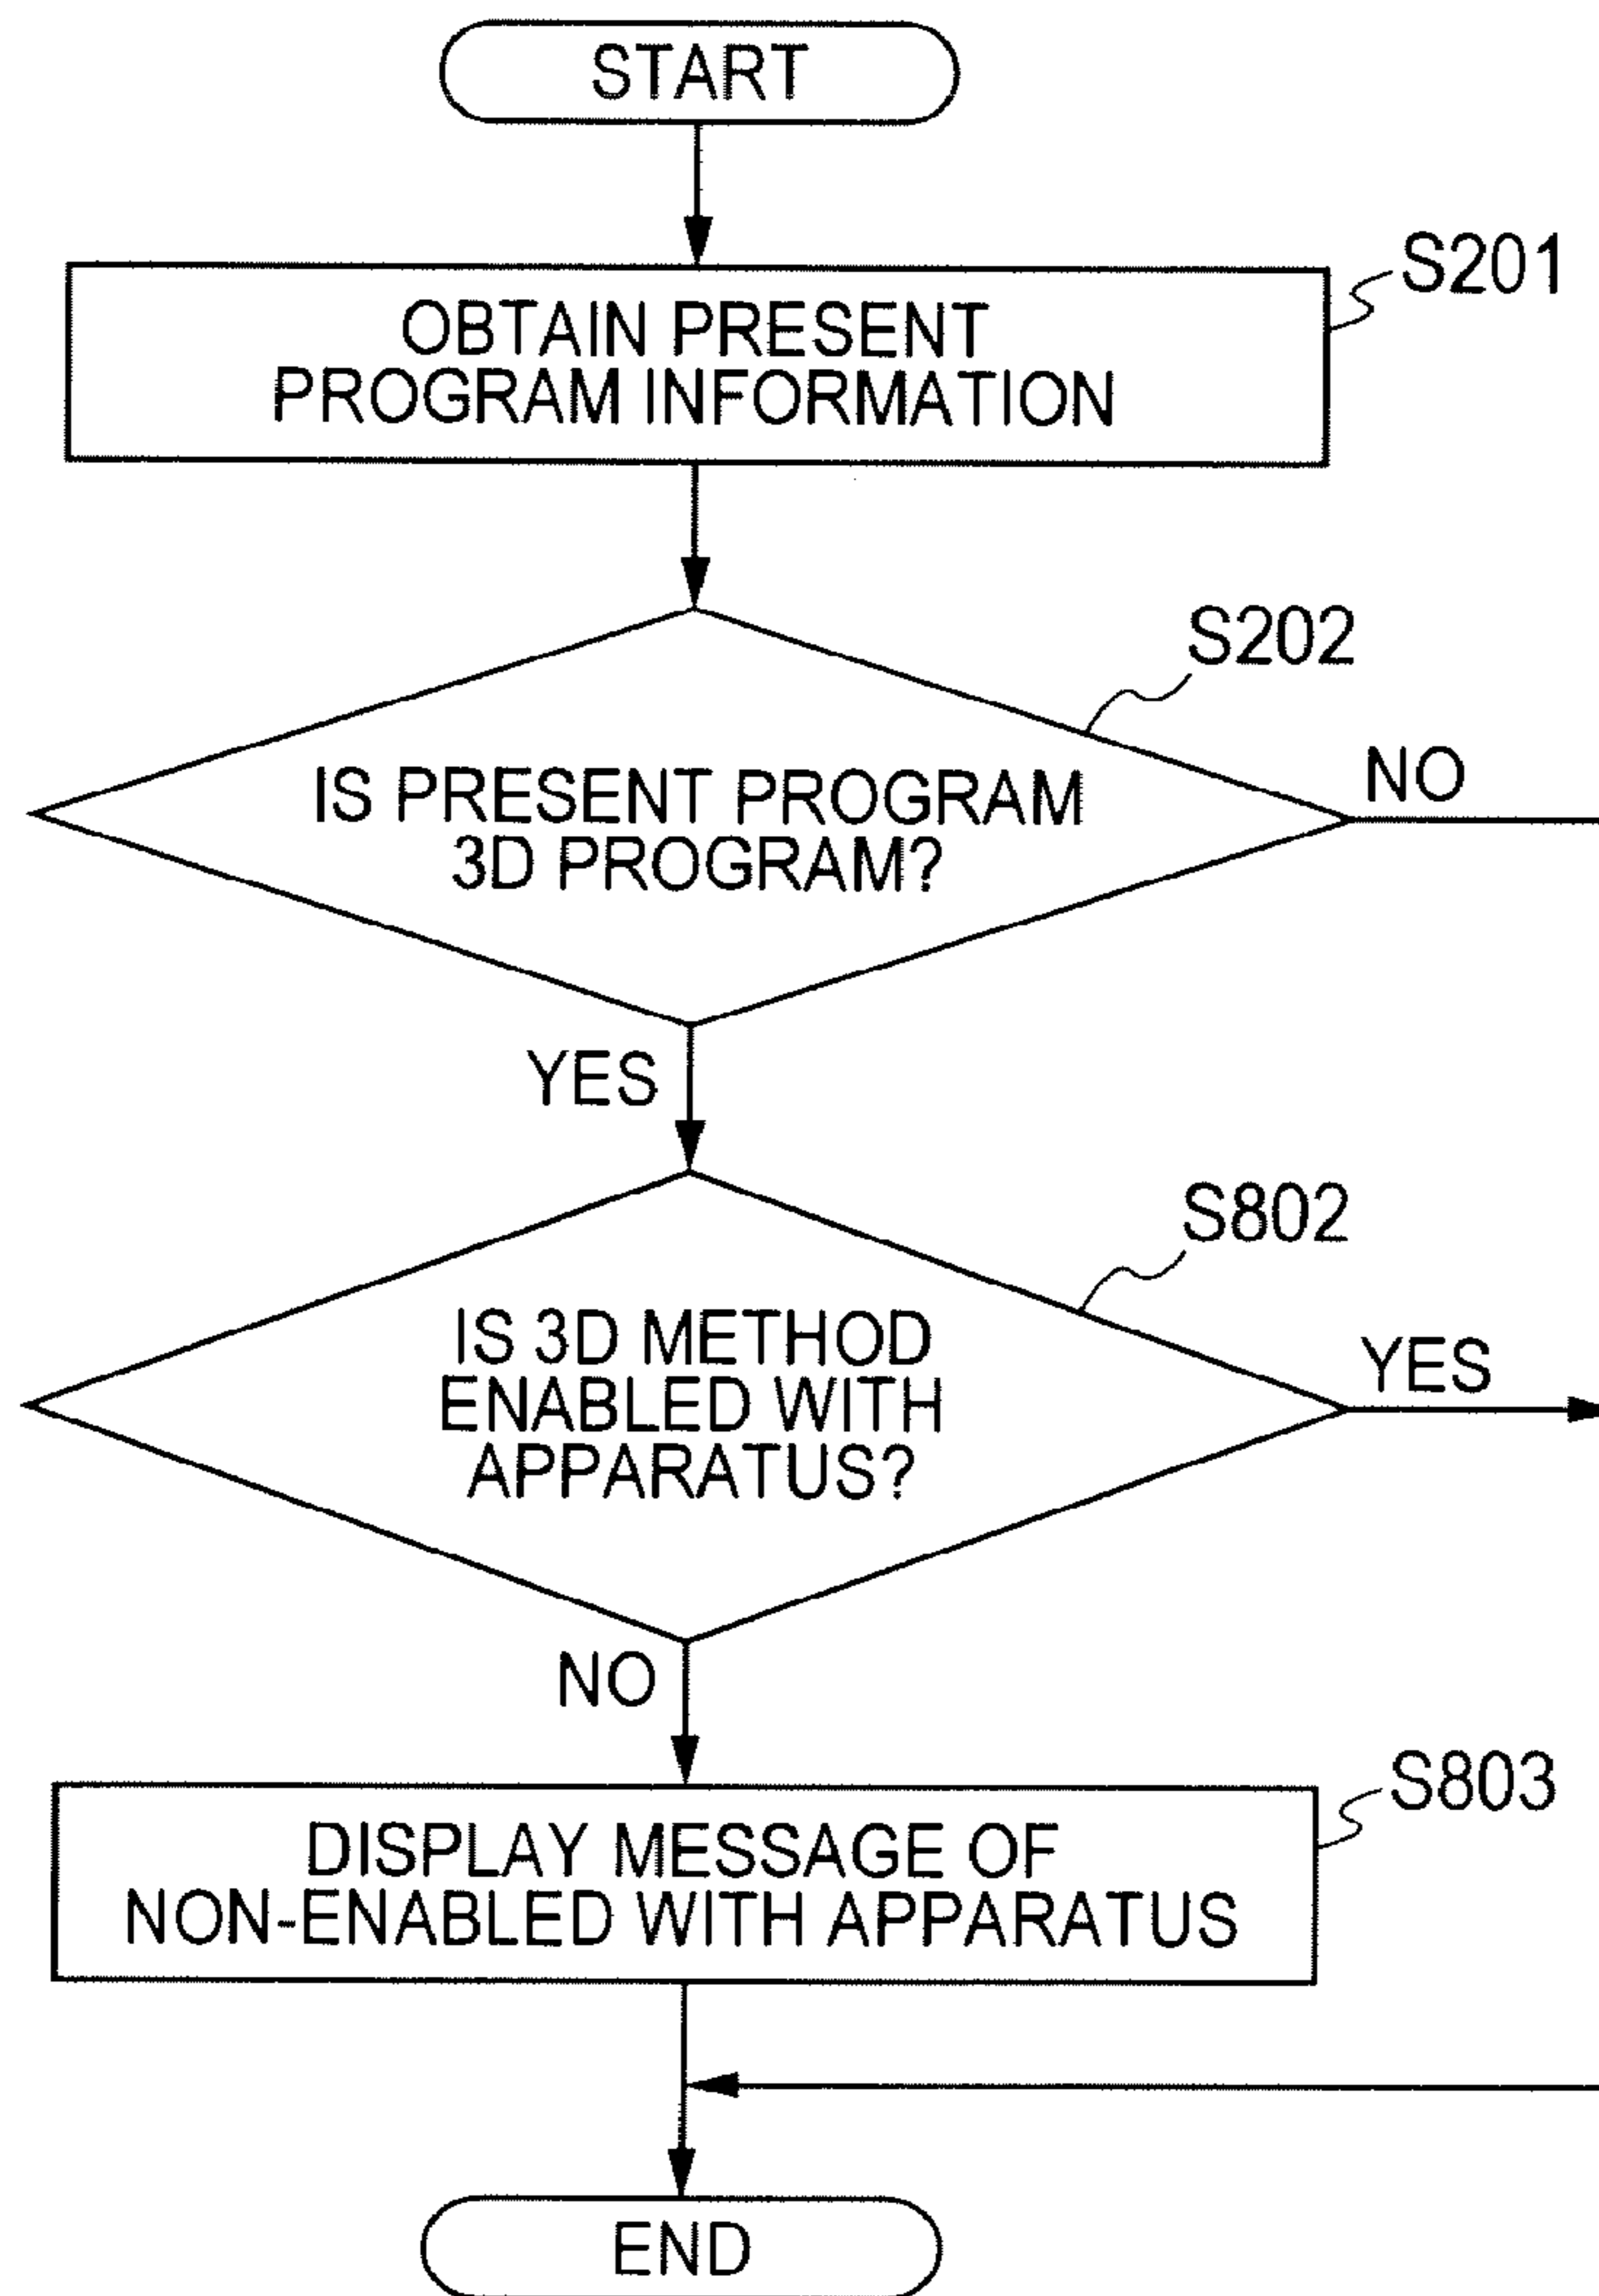 START
S201
OBTAIN PRESENT
PROGRAM INFORMATION
S202
NO
IS PRESENT PROGRAM
3D PROGRAM?
YES
S802
IS 3D METHOD
ENABLED WITH
APPARATUS?
YES
NO
S803
DISPLAY MESSAGE OF
NON-ENABLED WITH APPARATUS
END